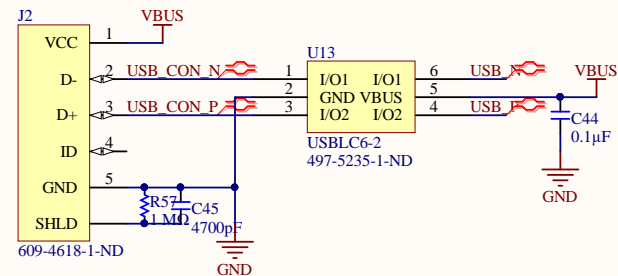 J2
VBUS
VCC 1
D- 2 USB_CON_N
D+ 3 USB_CON_P
ID 4
GND 5
SHLD
609-4618-1-ND
R57
1 MΩ
C45
4700pF
GND
U13
1 I/O1 I/O1 6 USB_N
2 GND VBUS 5
3 I/O2 I/O2 4
USBLC6-2
497-5235-1-ND
VBUS
C44
0.1µF
GND